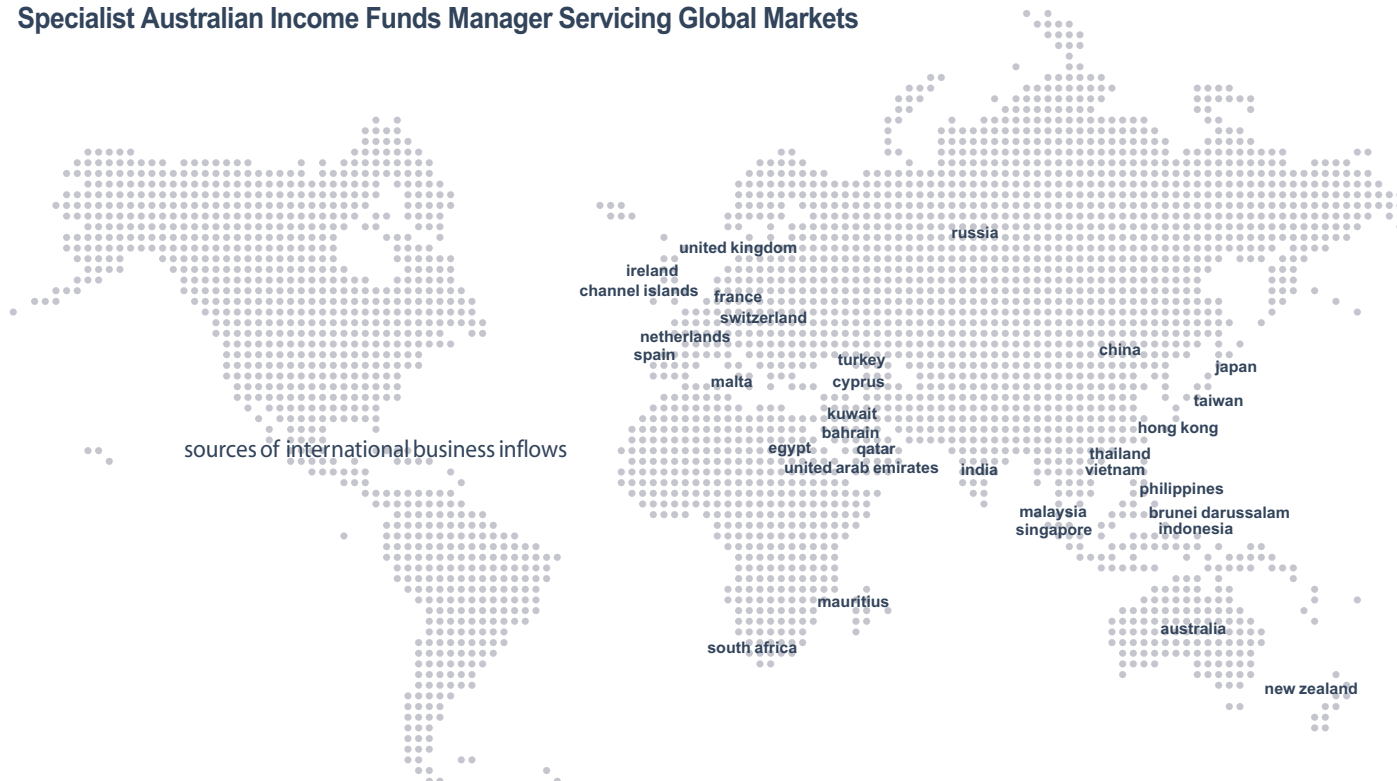 Specialist Australian Income Funds Manager Servicing Global Markets
russia
united kingdom
ireland
channel islands
france
switzerland
netherlands
spain
china
turkey
japan
malta
cyprus
taiwan
kuwait
hong kong
bahrain
sources of international business inflows
egypt
qatar
thailand
united arab emirates
india
vietnam
philippines
malaysia
brunei darussalam
singapore
indonesia
mauritius
australia
south africa
new zealand